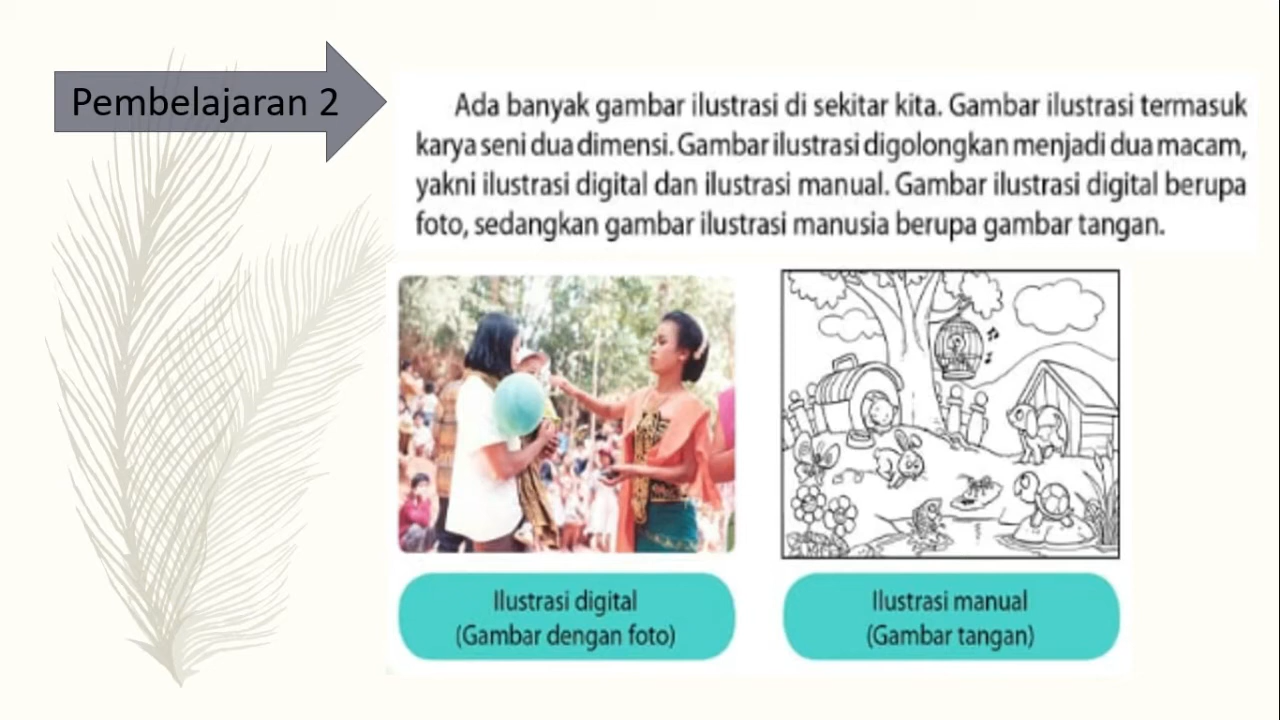 Pembelajaran 2
Ada banyak gambar ilustrasi di sekitar kita. Gambar ilustrasi termasuk
karya seni dua dimensi. Gambar ilustrasi digolongkan menjadi dua macam,
yakni ilustrasi digital dan ilustrasi manual. Gambar ilustrasi digital berupa
foto, sedangkan gambar ilustrasi manusia berupa gambar tangan.
Ilustrasi digital
(Gambar dengan foto)
Ilustrasi manual
(Gambar tangan)